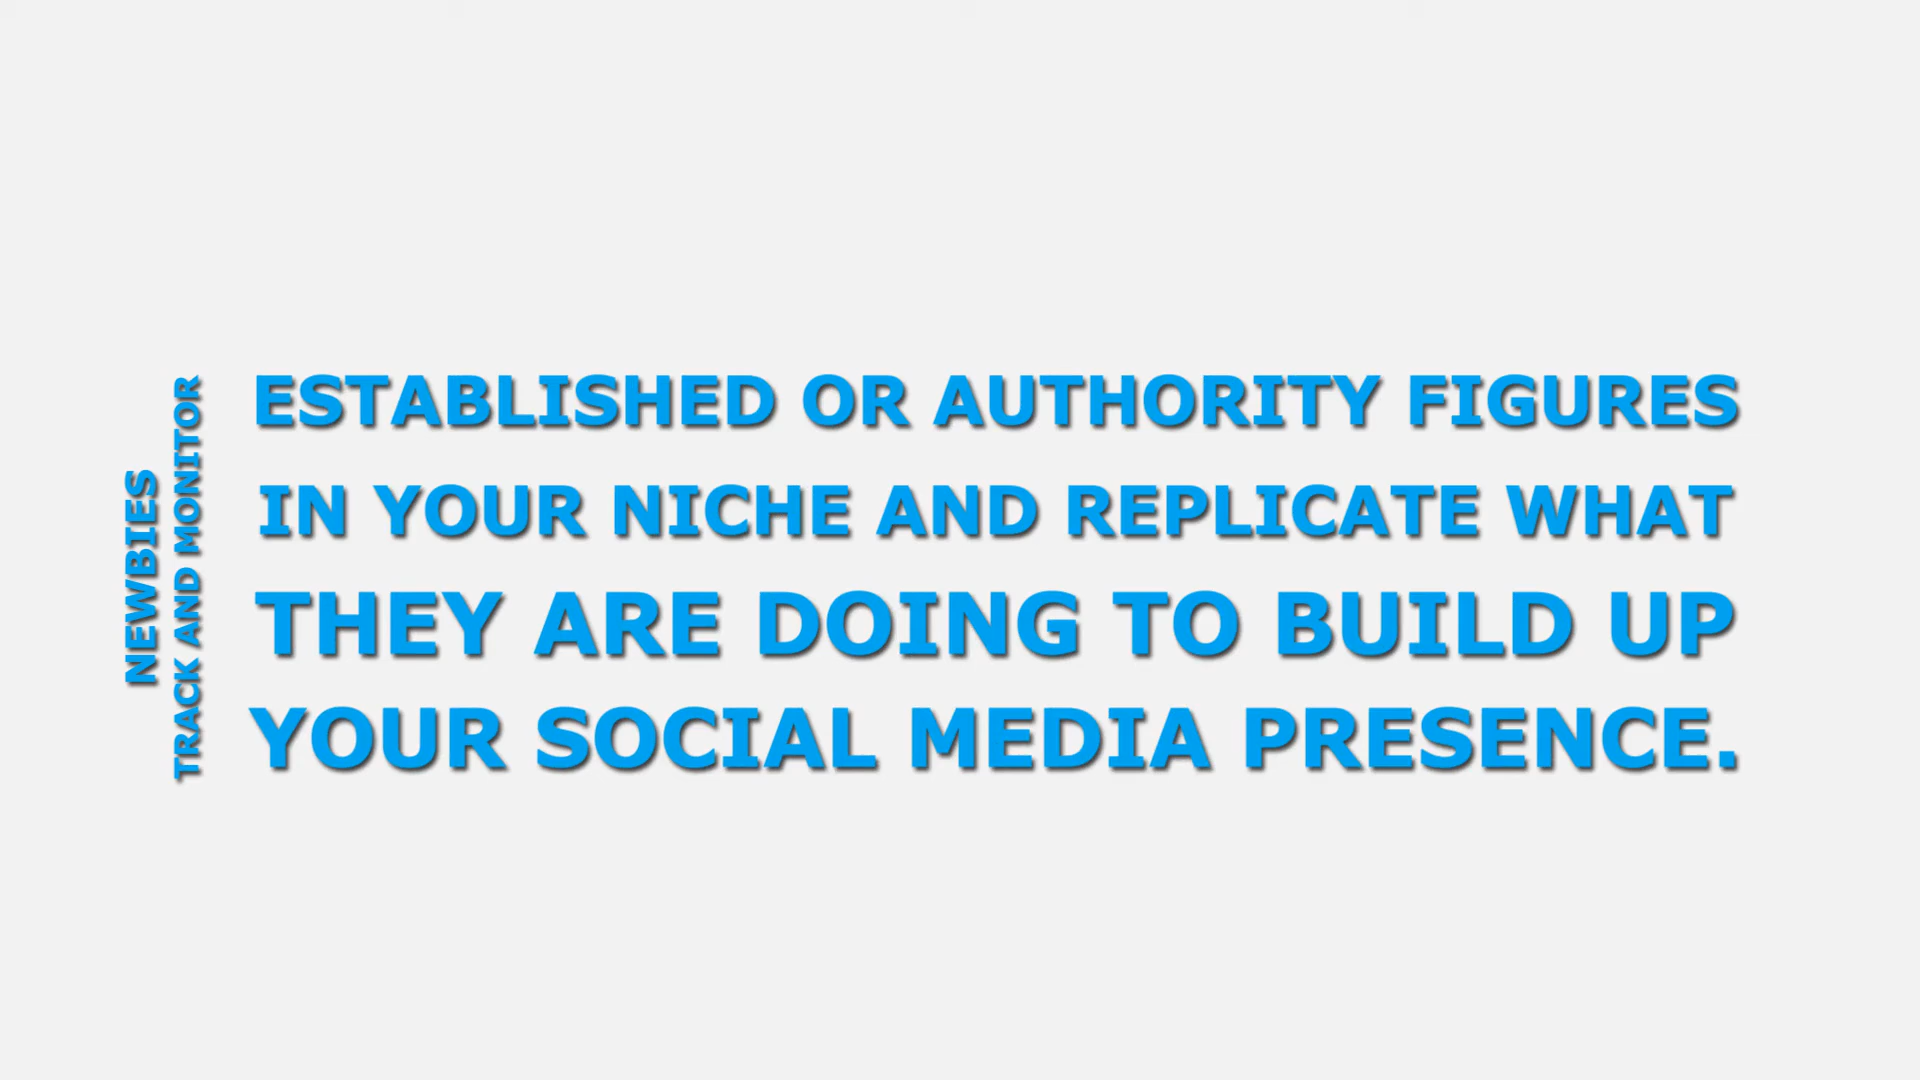 NEWBIES
TRACK AND MONITOR
ESTABLISHED OR AUTHORITY FIGURES
IN YOUR NICHE AND REPLICATE WHAT
THEY ARE DOING TO BUILD UP
YOUR SOCIAL MEDIA PRESENCE.